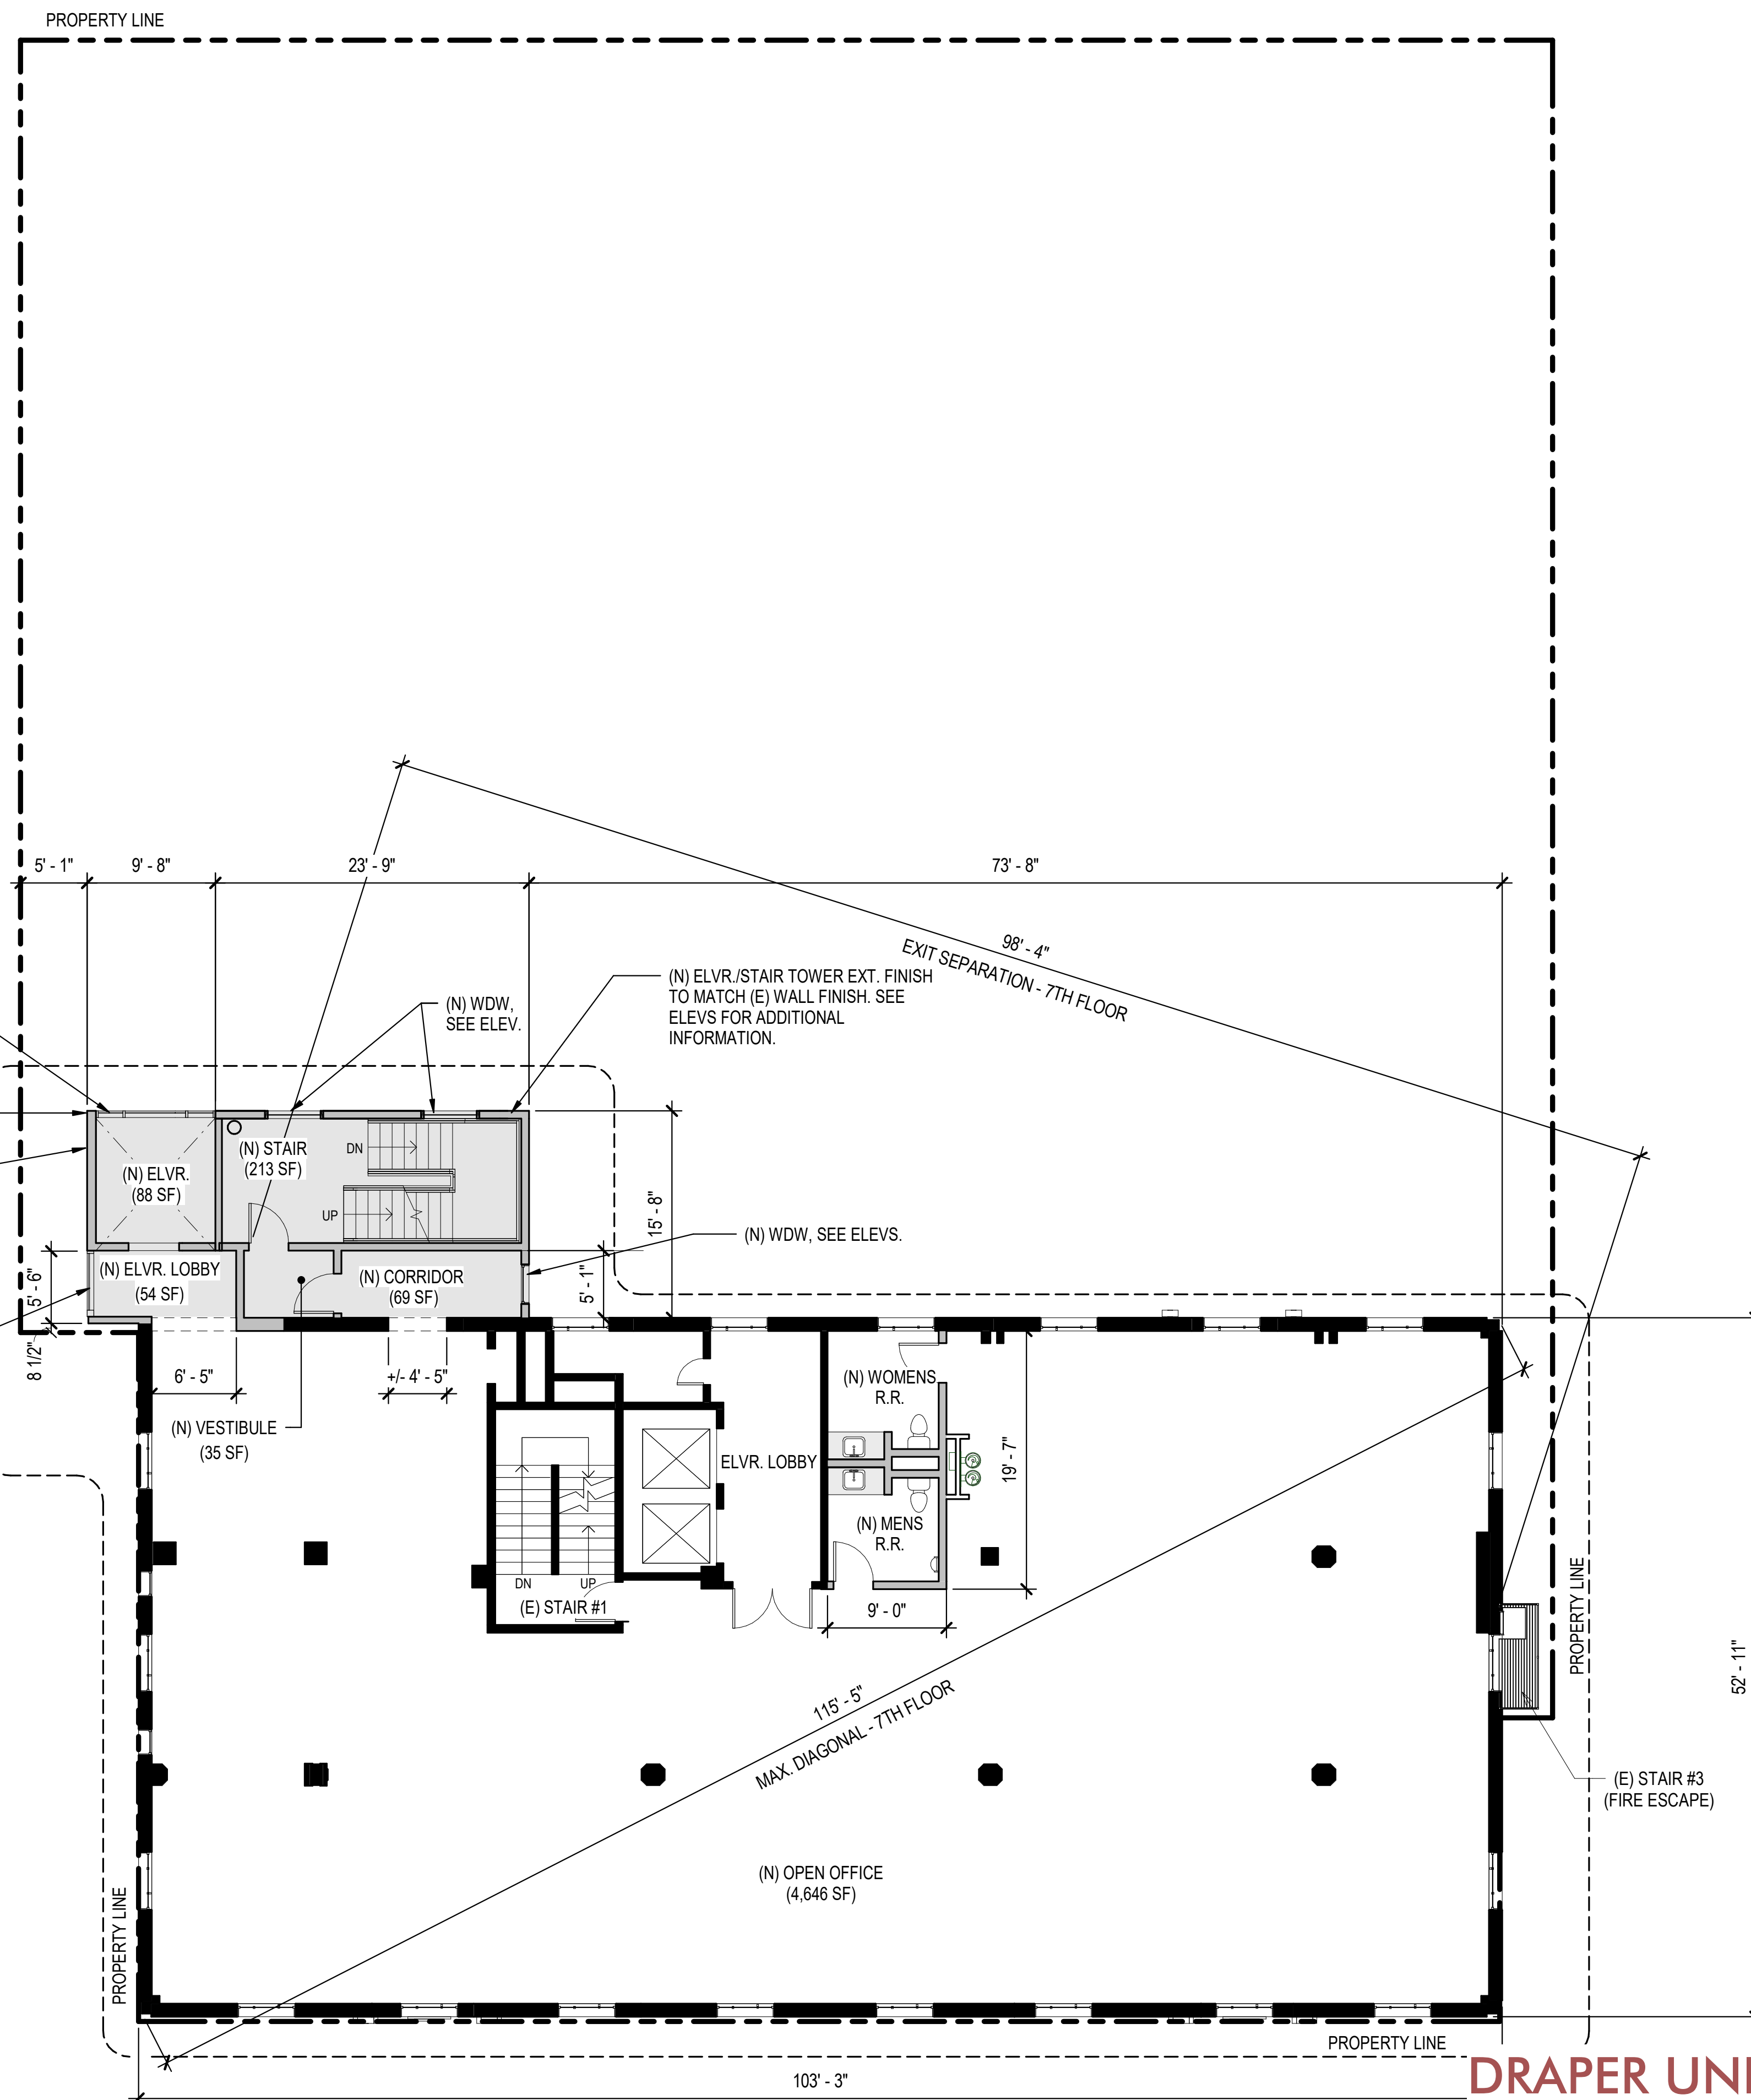 PROPERTY LINE
5' - 1"
9' - 8"
23' - 9"
73' - 8"
98' - 4"
EXIT SEPARATION - 7TH FLOOR
(N) WDW,
SEE ELEV.
(N) ELVR./STAIR TOWER EXT. FINISH
TO MATCH (E) WALL FINISH. SEE
ELEVS FOR ADDITIONAL
INFORMATION.
(N) ELVR.
(88 SF)
(N) STAIR
(213 SF)
DN
UP
15' - 8"
(N) WDW, SEE ELEVS.
(N) ELVR. LOBBY
(54 SF)
5' - 6"
8 1/2"
(N) CORRIDOR
(69 SF)
5' - 1"
6' - 5"
+/- 4' - 5"
(N) VESTIBULE
(35 SF)
(N) WOMENS
R.R.
ELVR. LOBBY
19' - 7"
(N) MENS
R.R.
DN
UP
(E) STAIR #1
9' - 0"
PROPERTY LINE
52' - 11"
115' - 5"
MAX. DIAGONAL - 7TH FLOOR
(E) STAIR #3
(FIRE ESCAPE)
(N) OPEN OFFICE
(4,646 SF)
PROPERTY LINE
PROPERTY LINE
103' - 3"
DRAPER UNI